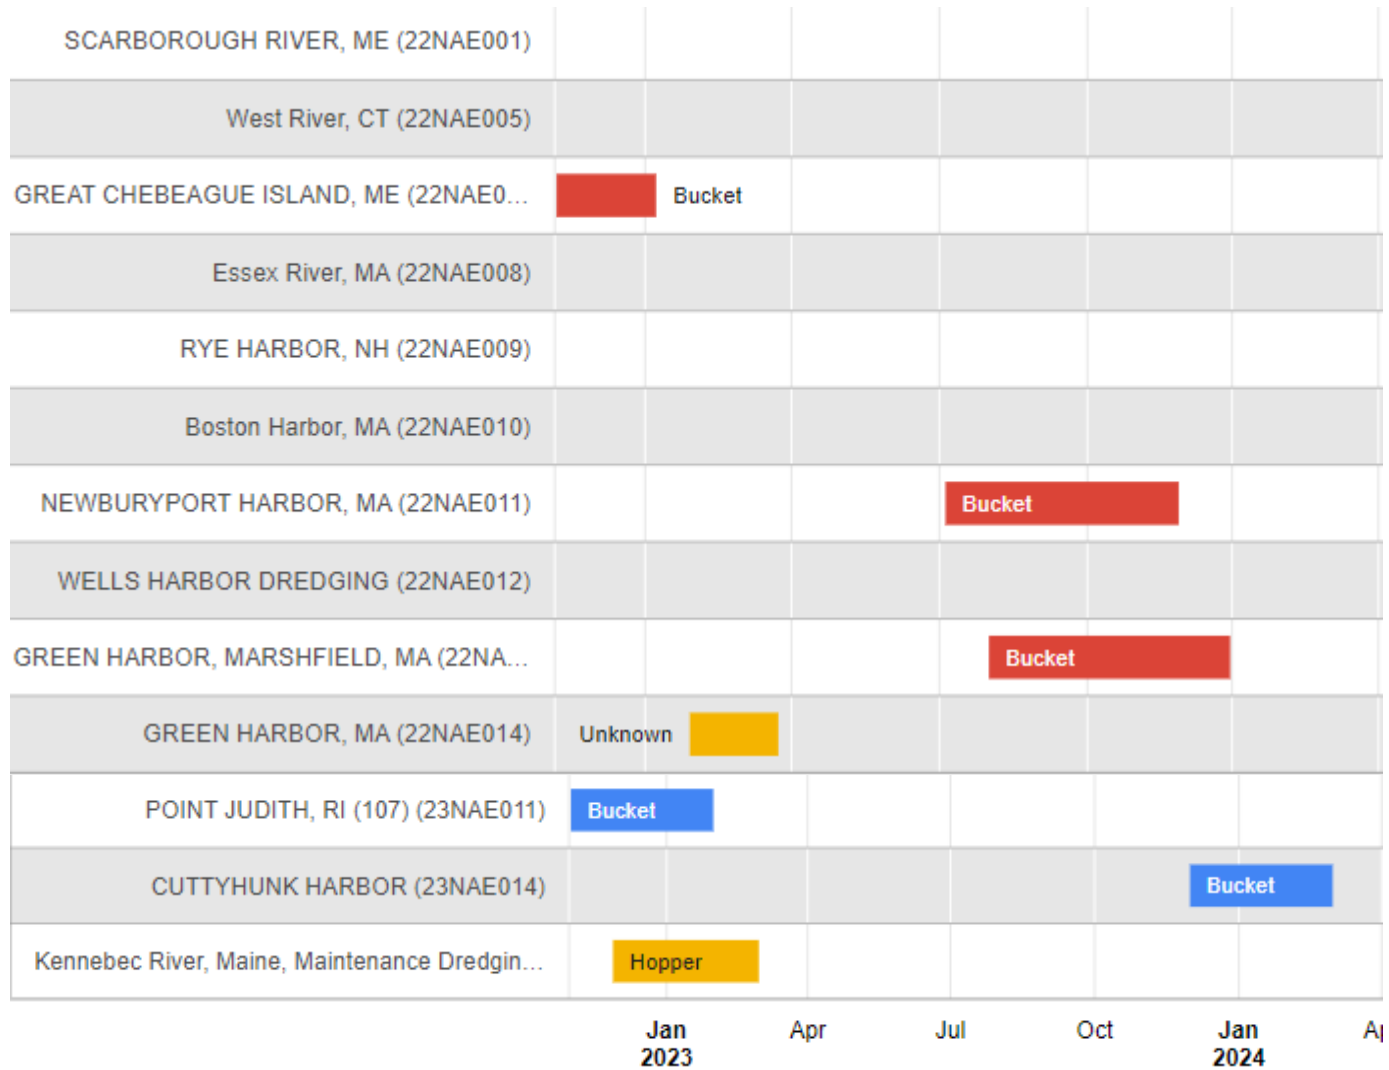 SCARBOROUGH RIVER, ME (22NAE001)
West River, CT (22NAE005)
GREAT CHEBEAGUE ISLAND, ME (22NAE0... Bucket
Essex River, MA (22NAE008)
RYE HARBOR, NH (22NAE009)
Boston Harbor, MA (22NAE010)
NEWBURYPORT HARBOR, MA (22NAE011) Bucket
WELLS HARBOR DREDGING (22NAE012)
GREEN HARBOR, MARSHFIELD, MA (22NA... Bucket
GREEN HARBOR, MA (22NAE014) Unknown
POINT JUDITH, RI (107) (23NAE011) Bucket
CUTTYHUNK HARBOR (23NAE014) Bucket
Kennebec River, Maine, Maintenance Dredgin... Hopper
Jan Apr Jul Oct Jan
2023 2024